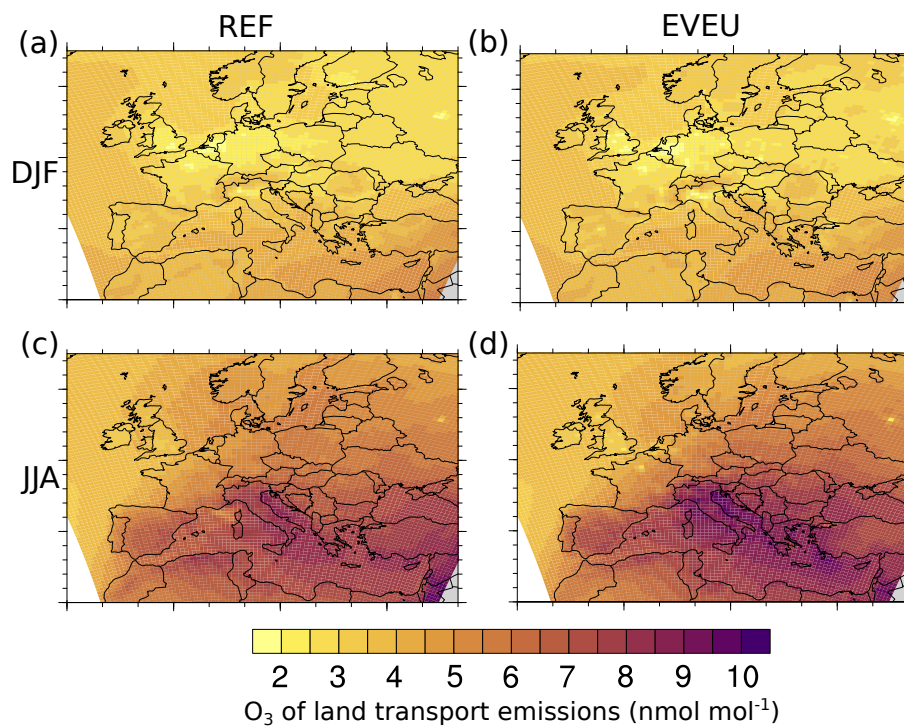 REF EVEU
(a) (b)
DJF
(c) (d)
JJA
2 3 4 5 6 7 8 9 10
O₃ of land transport emissions (nmol mol⁻¹)